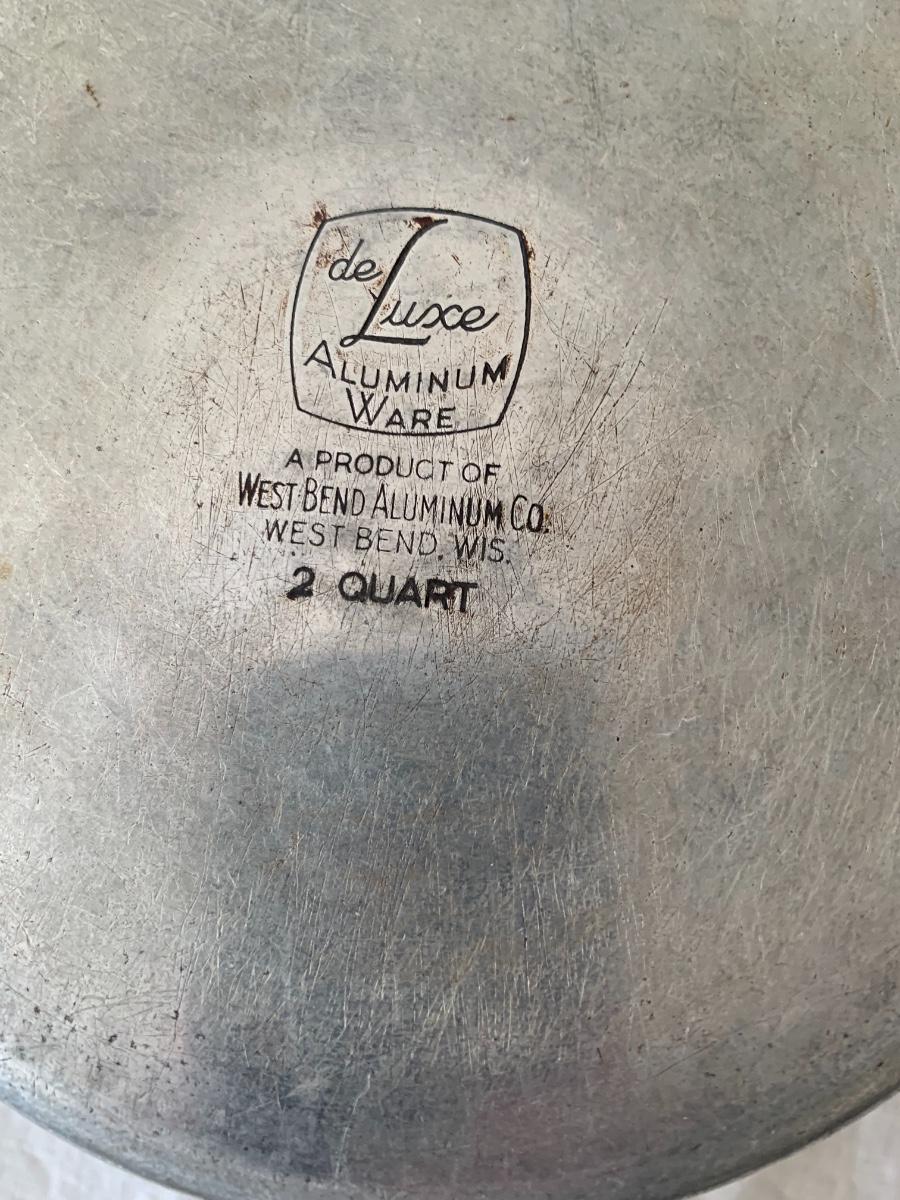 de Luxe
ALUMINUM
WARE
A PRODUCT OF
WEST BEND ALUMINUM CO.
WEST BEND, WIS.
2 QUART